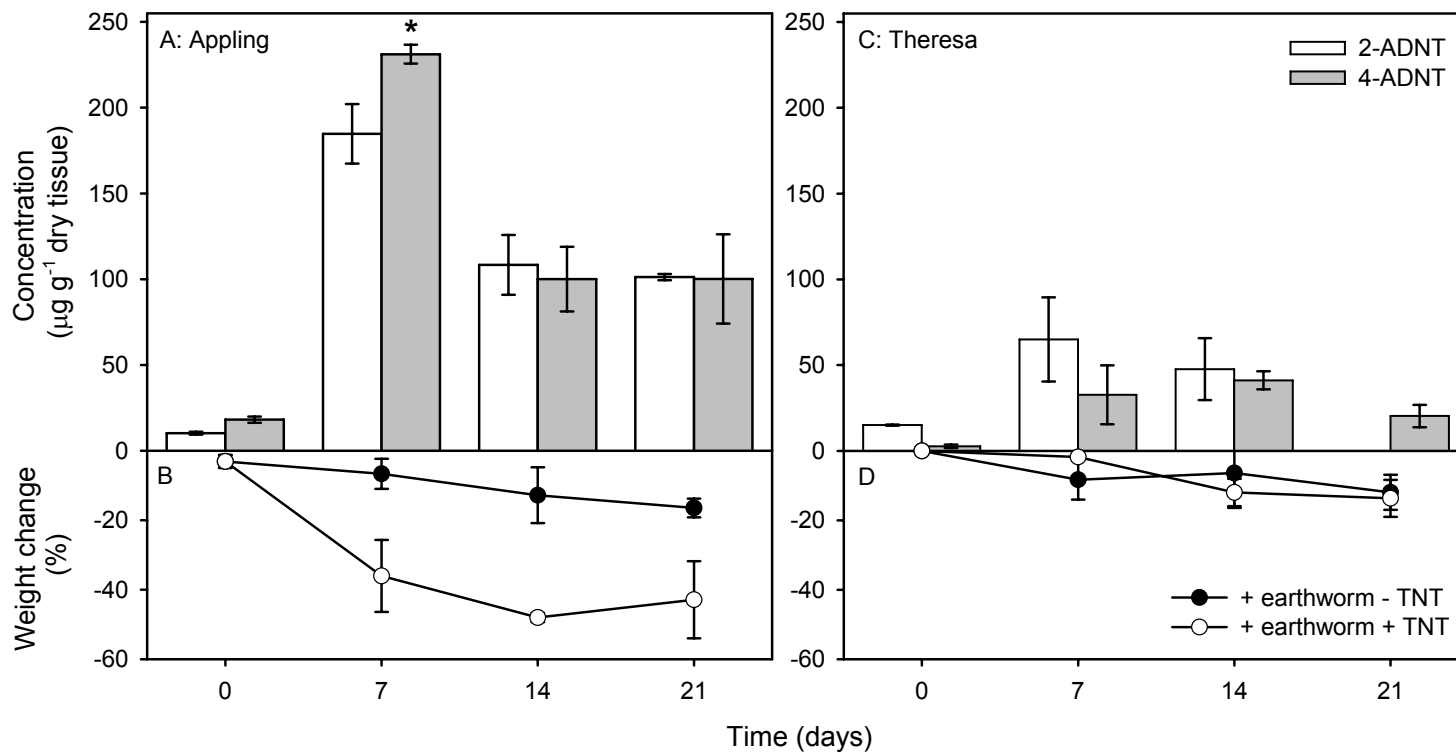 250
200
150
100
50
0
Concentration
(μg g⁻¹ dry tissue)
A: Appling
*
B
-20
-40
-60
Weight change
(%)
0
7
14
21
250
200
150
100
50
0
C: Theresa
2-ADNT
4-ADNT
D
-20
-40
-60
+ earthworm - TNT
+ earthworm + TNT
0
7
14
21
Time (days)